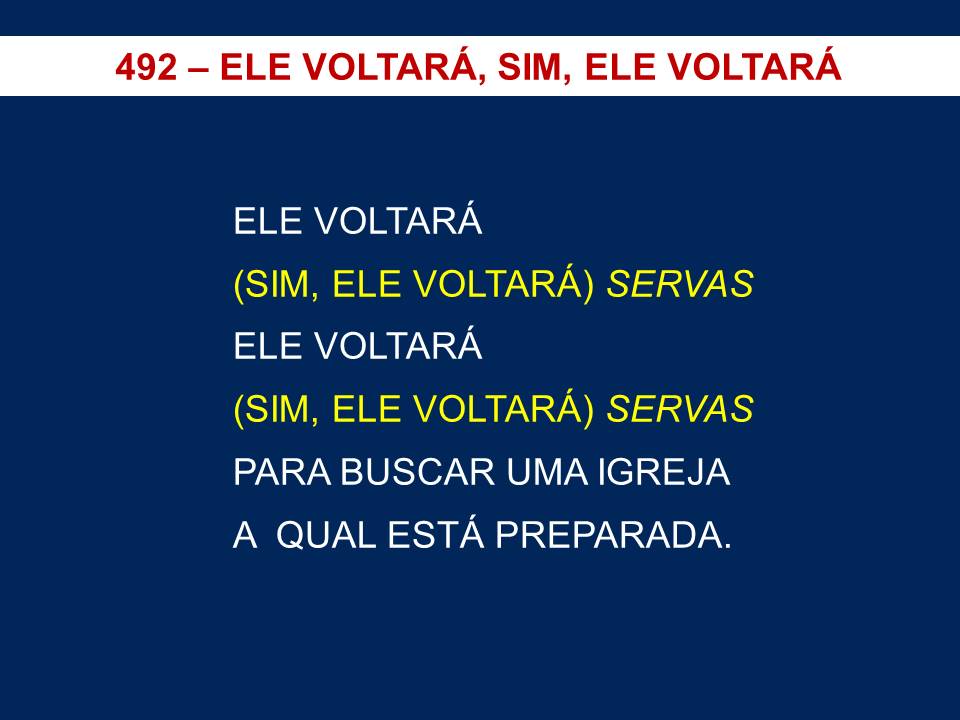 492 – ELE VOLTARÁ, SIM, ELE VOLTARÁ
ELE VOLTARÁ
(SIM, ELE VOLTARÁ) SERVAS
ELE VOLTARÁ
(SIM, ELE VOLTARÁ) SERVAS
PARA BUSCAR UMA IGREJA
A  QUAL ESTÁ PREPARADA.